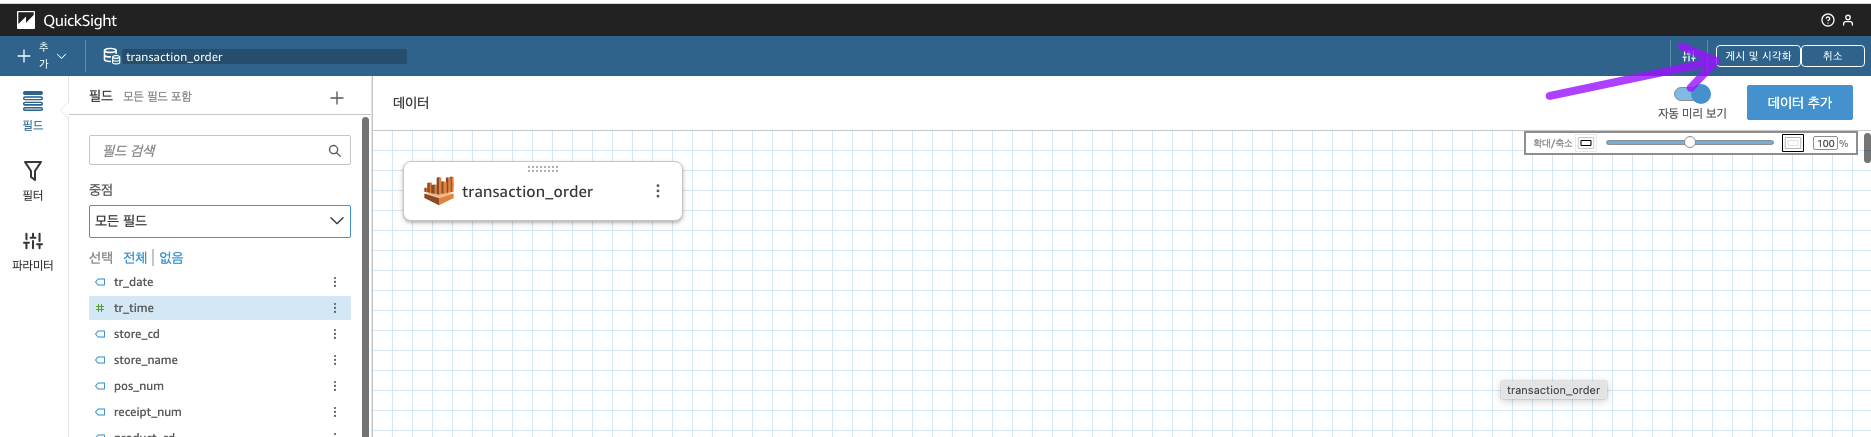 QuickSight
추
가
transaction_order
게시 및 시각화
취소
필드
필터
파라미터
필드 모든 필드 포함
필드 검색
중점
모든 필드
선택 전체 없음
tr_date
tr_time
store_cd
store_name
pos_num
receipt_num
product_cd
데이터
자동 미리 보기
데이터 추가
확대/축소
100 %
transaction_order
transaction_order